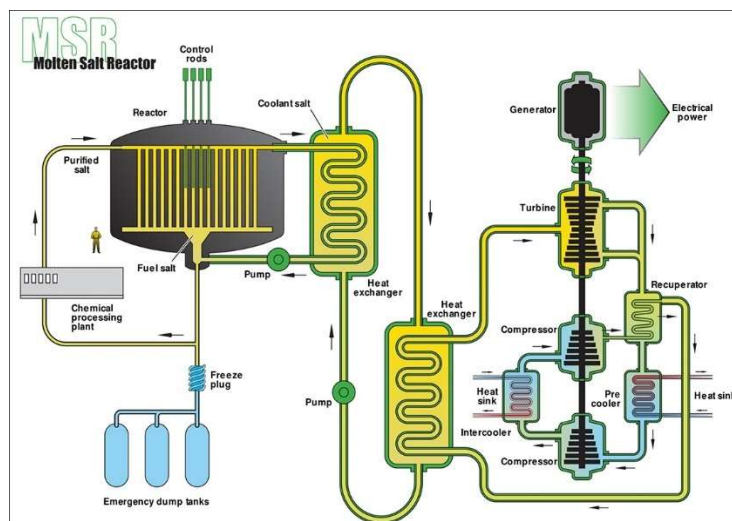 MSR
Molten Salt Reactor
Control
rods
Reactor
Coolant salt
Purified
salt
Fuel salt
Pump
Heat
exchanger
Chemical
processing
plant
Freeze
plug
Emergency dump tanks
Pump
Heat
exchanger
Generator
Electrical
power
Turbine
Recuperator
Compressor
Heat
sink
Pre
cooler
Heat sink
Intercooler
Compressor